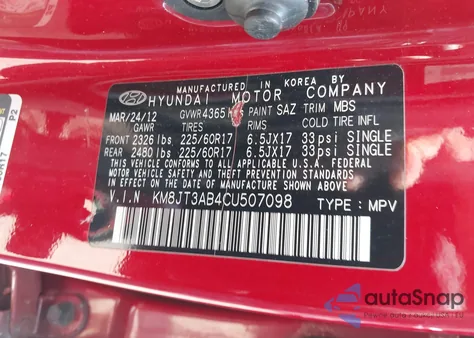 MANUFACTURED IN KOREA BY
HYUNDAI MOTOR COMPANY
MAR/24/12 GVWR 4365 PAINT SAZ TRIM MBS
GAWR TIRES RIMS COLD TIRE INFL
FRONT 2326 lbs 225/60R17 6.5JX17 33psi SINGLE
REAR 2480 lbs 225/60R17 6.5JX17 33psi SINGLE
THIS VEHICLE CONFORMS TO ALL APPLICABLE U.S.A. FEDERAL
MOTOR VEHICLE SAFETY AND THEFT PREVENTION STANDARDS
IN EFFECT ON THE DATE OF MANUFACTURE SHOWN ABOVE.
V.I.N KM8JT3AB4CU507098 TYPE: MPV
P2
autaSnap